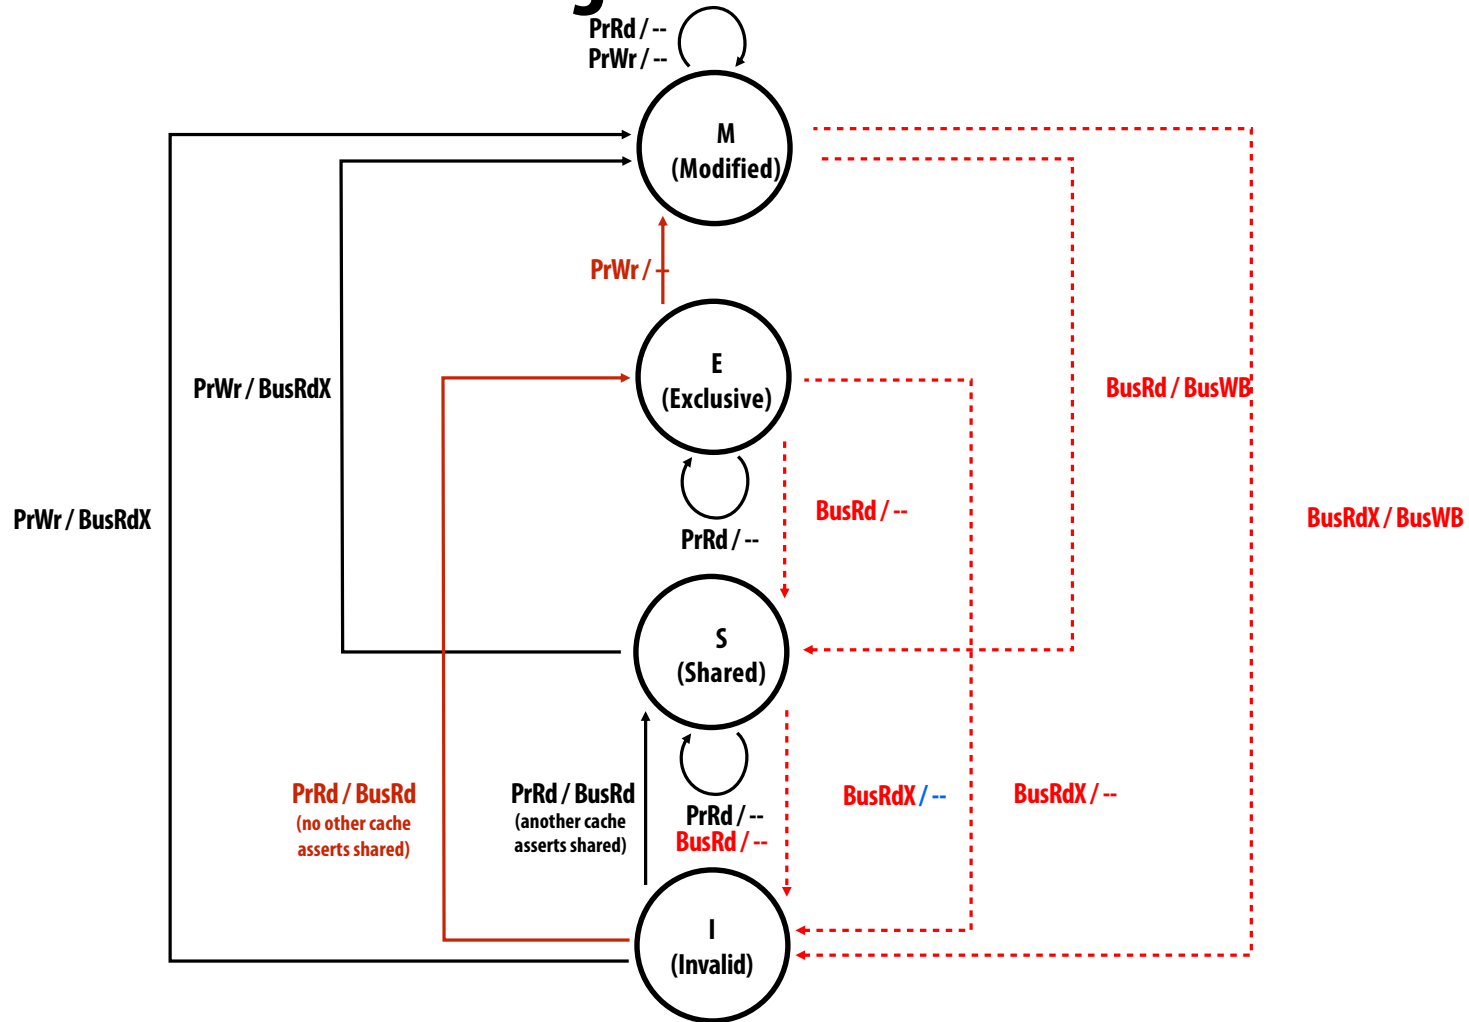 PrRd / --
PrWr / --
M
(Modified)
PrWr / --
E
(Exclusive)
PrWr / BusRdX
BusRd / BusWB
PrWr / BusRdX
BusRd / --
BusRdX / BusWB
PrRd / --
S
(Shared)
PrRd / BusRd
(no other cache
asserts shared)
PrRd / BusRd
(another cache
asserts shared)
PrRd / --
BusRd / --
BusRdX / --
BusRdX / --
I
(Invalid)